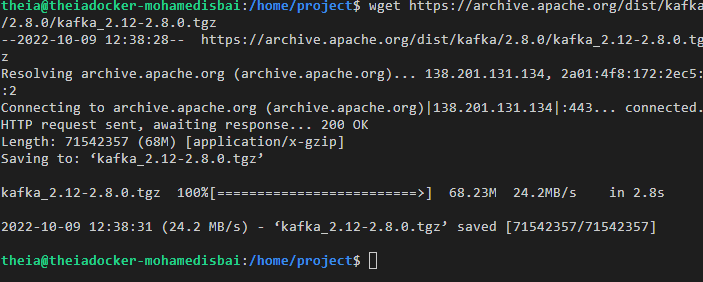 theia@theiadocker-mohamedisbai:/home/project$ wget https://archive.apache.org/dist/kafka
/2.8.0/kafka_2.12-2.8.0.tgz
--2022-10-09 12:38:28--  https://archive.apache.org/dist/kafka/2.8.0/kafka_2.12-2.8.0.tg
z
Resolving archive.apache.org (archive.apache.org)... 138.201.131.134, 2a01:4f8:172:2ec5:
:2
Connecting to archive.apache.org (archive.apache.org)|138.201.131.134|:443... connected.
HTTP request sent, awaiting response... 200 OK
Length: 71542357 (68M) [application/x-gzip]
Saving to: ‘kafka_2.12-2.8.0.tgz’
kafka_2.12-2.8.0.tgz  100%[=========================>]  68.23M  24.2MB/s    in 2.8s
2022-10-09 12:38:31 (24.2 MB/s) - ‘kafka_2.12-2.8.0.tgz’ saved [71542357/71542357]
theia@theiadocker-mohamedisbai:/home/project$